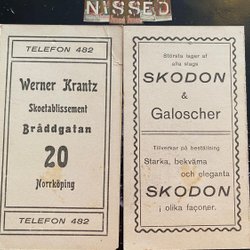 NISSED
TELEFON 482
Werner Krantz
Skoetablissement
Bråddgatan
20
Norrköping
TELEFON 482
Största lager af
alla slags
SKODON
&
Galoscher
Tillverkar på beställning
Starka, bekväma
och eleganta
SKODON
i olika façoner.